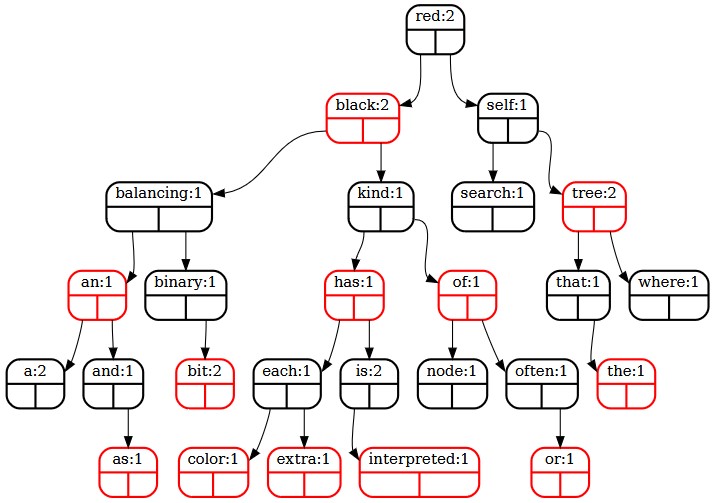 red:2
black:2
self:1
balancing:1
kind:1
search:1
tree:2
an:1
binary:1
has:1
of:1
that:1
where:1
a:2
and:1
bit:2
each:1
is:2
node:1
often:1
the:1
as:1
color:1
extra:1
interpreted:1
or:1